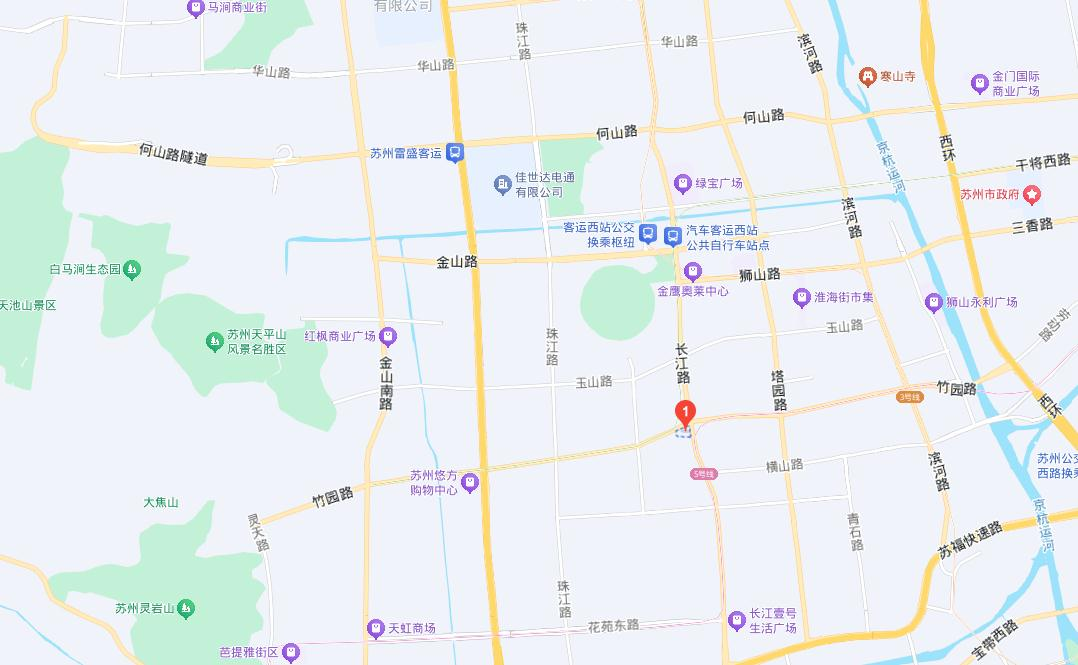 马涧商业街
有限公司
珠江路
华山路
华山路
华山路
滨河路
寒山寺
金门国际
商业广场
何山路
何山路
何山路隧道
苏州雷盛客运
西环
京杭运河
干将西路
佳世达电通
有限公司
绿宝广场
苏州市政府
滨河路
三香路
客运西站公交
换乘枢纽
汽车客运西站
公共自行车站点
金山路
狮山路
白马涧生态园
金鹰奥莱中心
淮海街市集
狮山永利广场
天池山景区
苏州天平山
风景名胜区
红枫商业广场
珠江路
玉山路
长江路
金山南路
玉山路
塔园路
竹园路
3号线
西环
1
苏州悠方
购物中心
5号线
横山路
滨河路
苏州公交
西路换乘
竹园路
大焦山
灵天路
青石路
京杭运河
苏福快速路
珠江路
苏州灵岩山
天虹商场
花苑东路
长江壹号
生活广场
宝带西路
芭提雅街区